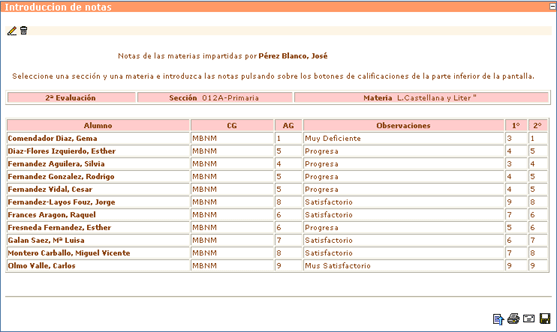 Introduccion de notas
Notas de las materias impartidas por Pérez Blanco, José
Seleccione una sección y una materia e introduzca las notas pulsando sobre los botones de calificaciones de la parte inferior de la pantalla.
2ª Evaluación Sección 012A-Primaria Materia L.Castellana y Liter ª
Alumno CG AG Observaciones 1º 2º
Comendador Diaz, Gema MBNM 1 Muy Deficiente 3 1
Diaz-Flores Izquierdo, Esther MBNM 5 Progresa 4 5
Fernandez Aguilera, Silvia MBNM 4 Progresa 3 4
Fernandez Gonzalez, Rodrigo MBNM 5 Progresa 4 5
Fernandez Vidal, Cesar MBNM 5 Progresa 4 5
Fernandez-Layos Fouz, Jorge MBNM 8 Satisfactorio 9 8
Frances Aragon, Raquel MBNM 6 Satisfactorio 7 6
Fresneda Fernandez, Esther MBNM 6 Progresa 5 6
Galan Saez, Mª Luisa MBNM 7 Satisfactorio 6 7
Montero Carballo, Miguel Vicente MBNM 8 Satisfactorio 7 8
Olmo Valle, Carlos MBNM 9 Mus Satisfactorio 9 9